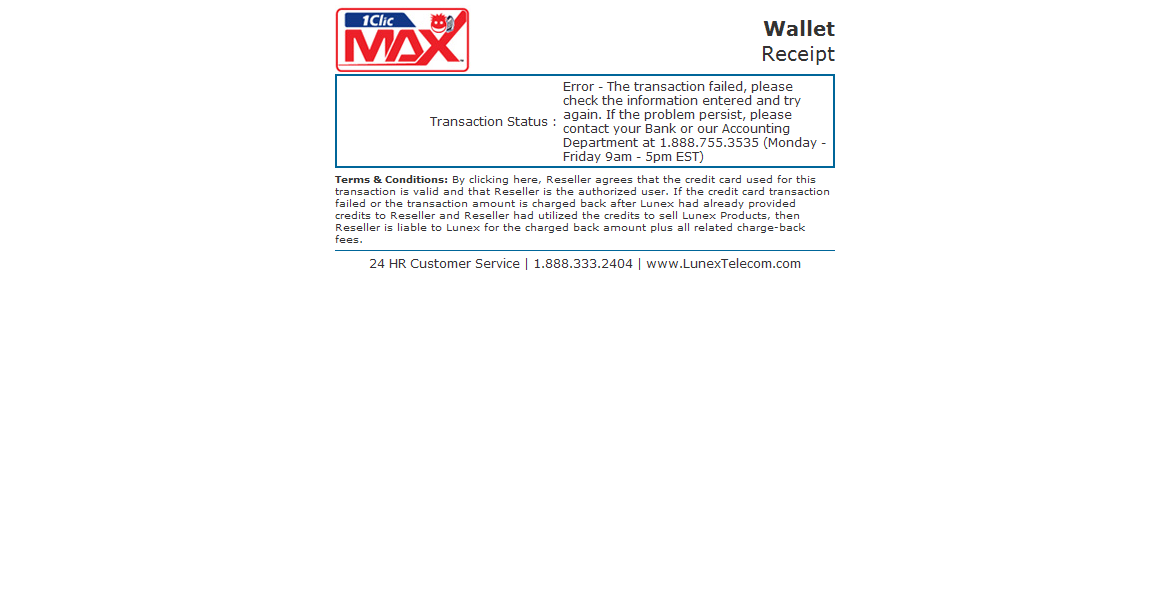 1Clic
MAX
Wallet
Receipt
Transaction Status :
Error - The transaction failed, please
check the information entered and try
again. If the problem persist, please
contact your Bank or our Accounting
Department at 1.888.755.3535 (Monday -
Friday 9am - 5pm EST)
Terms & Conditions: By clicking here, Reseller agrees that the credit card used for this
transaction is valid and that Reseller is the authorized user. If the credit card transaction
failed or the transaction amount is charged back after Lunex had already provided
credits to Reseller and Reseller had utilized the credits to sell Lunex Products, then
Reseller is liable to Lunex for the charged back amount plus all related charge-back
fees.
24 HR Customer Service | 1.888.333.2404 | www.LunexTelecom.com